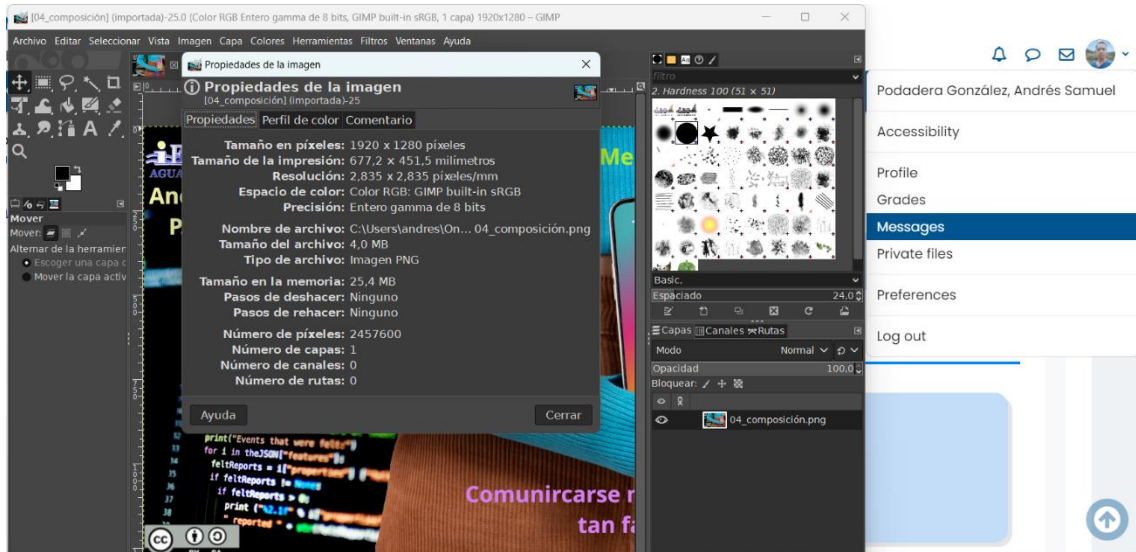 [04_composición] (importada)-25.0 (Color RGB Entero gamma de 8 bits, GIMP built-in sRGB, 1 capa) 1920x1280 – GIMP
Archivo Editar Seleccionar Vista Imagen Capa Colores Herramientas Filtros Ventanas Ayuda
Propiedades de la imagen
Propiedades de la imagen
[04_composición] (importada)-25
Propiedades Perfil de color Comentario
Tamaño en píxeles: 1920 x 1280 píxeles
Tamaño de la impresión: 677,2 × 451,5 milímetros
Resolución: 2,835 x 2,835 píxeles/mm
Espacio de color: Color RGB: GIMP built-in sRGB
Precisión: Entero gamma de 8 bits
Nombre de archivo: C:\Users\andres\On... 04_composición.png
Tamaño del archivo: 4,0 MB
Tipo de archivo: Imagen PNG
Tamaño en la memoria: 25,4 MB
Pasos de deshacer: Ninguno
Pasos de rehacer: Ninguno
Número de píxeles: 2457600
Número de capas: 1
Número de canales: 0
Número de rutas: 0
Ayuda
Cerrar
Mover
Mover:
Alternar de la herramien
Escoger una capa c
Mover la capa activ
AGUA
An
P
Me
print("Events that were felt:")
for i in theJSON["features"]:
feltReports = i["properties"]
if feltReports != None:
if feltReports > 0:
print ("%2.1f"
" reported "
Comunircarse r
tan fa
cc
filtro
2. Hardness 100 (51 × 51)
Basic.
Espaciado 24.0
Capas Canales Rutas
Modo Normal
Opacidad 100.0
Bloquear:
04_composición.png
Podadera González, Andrés Samuel
Accessibility
Profile
Grades
Messages
Private files
Preferences
Log out